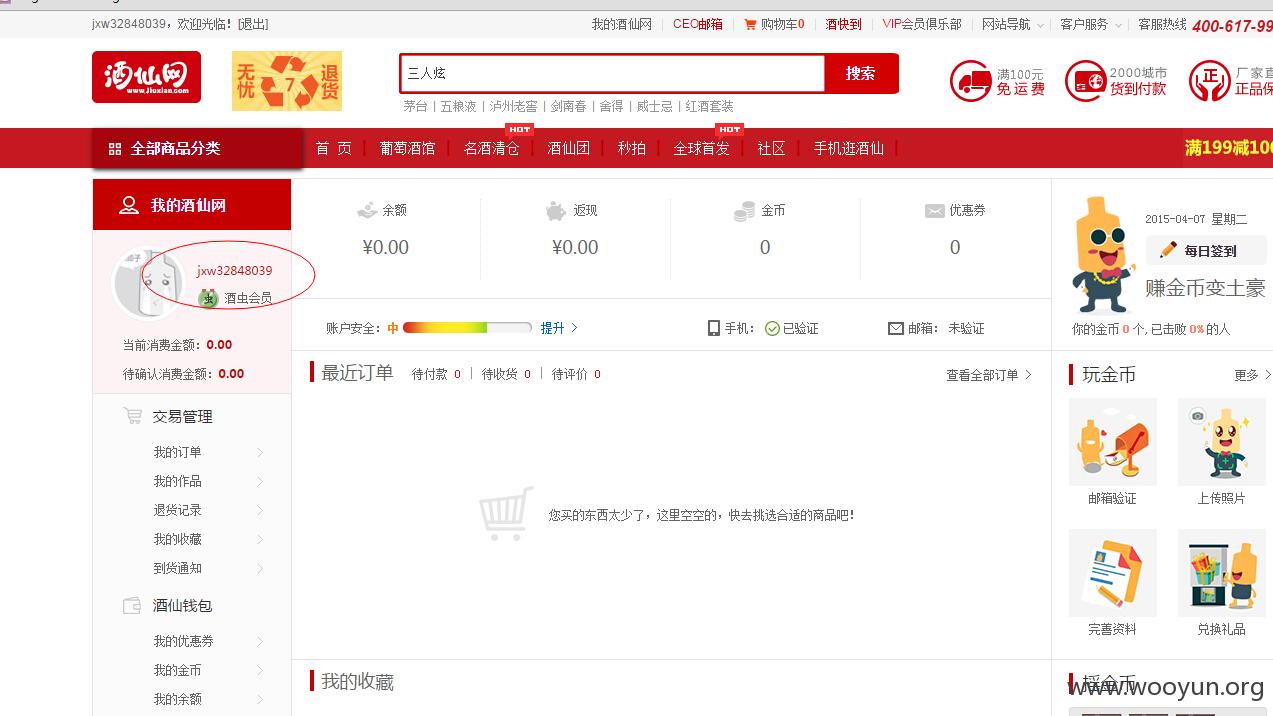 jxw32848039，欢迎光临！[退出] 我的酒仙网 CEO邮箱 购物车0 酒快到 VIP会员俱乐部 网站导航 客户服务 客服热线 400-617-99
酒仙网 www.Jiuxian.com
无忧 7 退货
三人炫 搜索
茅台 | 五粮液 | 泸州老窖 | 剑南春 | 舍得 | 威士忌 | 红酒套装
满100元 免运费
2000城市 货到付款
正 厂家直 正品保
HOT HOT
全部商品分类 首页 葡萄酒馆 名酒清仓 酒仙团 秒拍 全球首发 社区 手机逛酒仙 满199减100
我的酒仙网
jxw32848039
酒虫会员
当前消费金额：0.00
待确认消费金额：0.00
交易管理
我的订单
我的作品
退货记录
我的收藏
到货通知
酒仙钱包
我的优惠券
我的金币
我的余额
余额 返现 金币 优惠券
¥0.00 ¥0.00 0 0
账户安全：中 提升 手机： 已验证 邮箱： 未验证
最近订单 待付款 0 | 待收货 0 | 待评价 0 查看全部订单
您买的东西太少了，这里空空的，快去挑选合适的商品吧！
我的收藏
2015-04-07 星期二
每日签到
赚金币变土豪
你的金币 0 个, 已击败 0% 的人
玩金币 更多
邮箱验证 上传照片
完善资料 兑换礼品
摇金币
www.wooyun.org